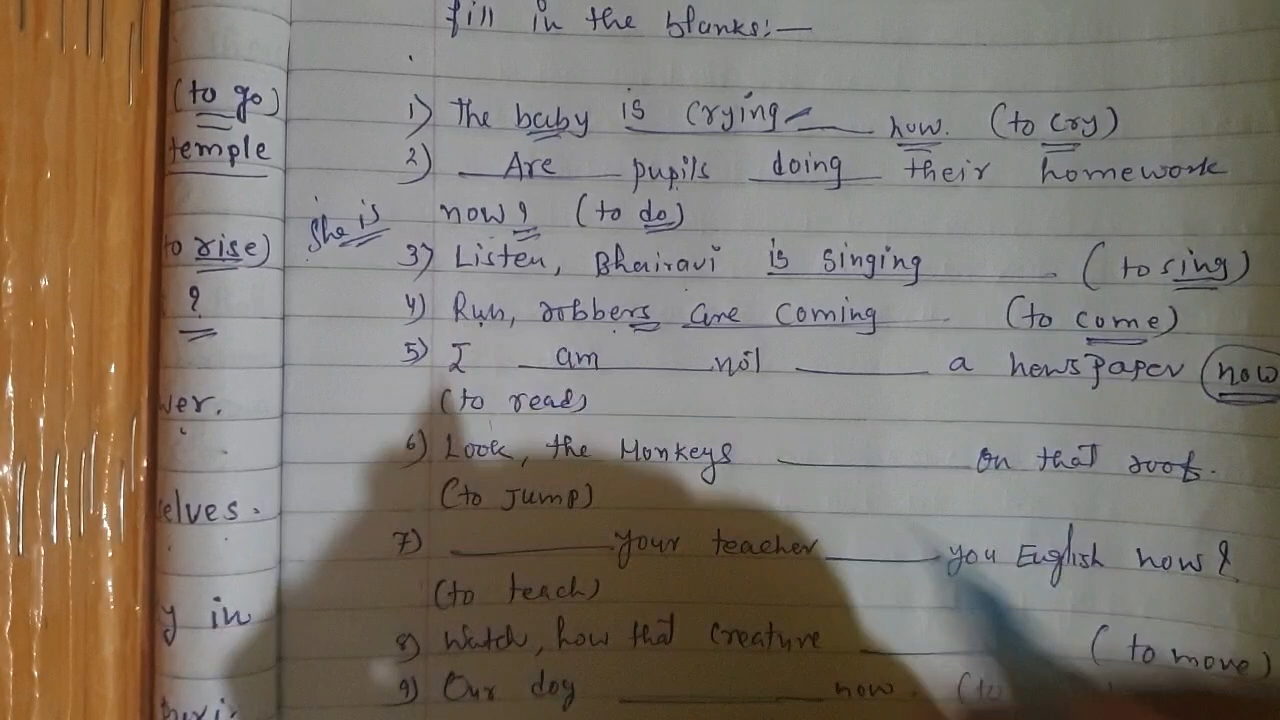 fill in the blanks:—
(to go)
temple
to rise)
?
ver.
elves.
y in
1) The baby is crying now. (to cry)
2) Are pupils doing their homework
now? (to do)
she is
3) Listen, Bhairavi is singing (to sing)
4) Run, robbers are coming (to come)
5) I am not a newspaper now
(to read)
6) Look, the Monkeys on that roof.
(to Jump)
7) your teacher you English now?
(to teach)
8) Watch, how that creature (to move)
9) Our dog now. (to